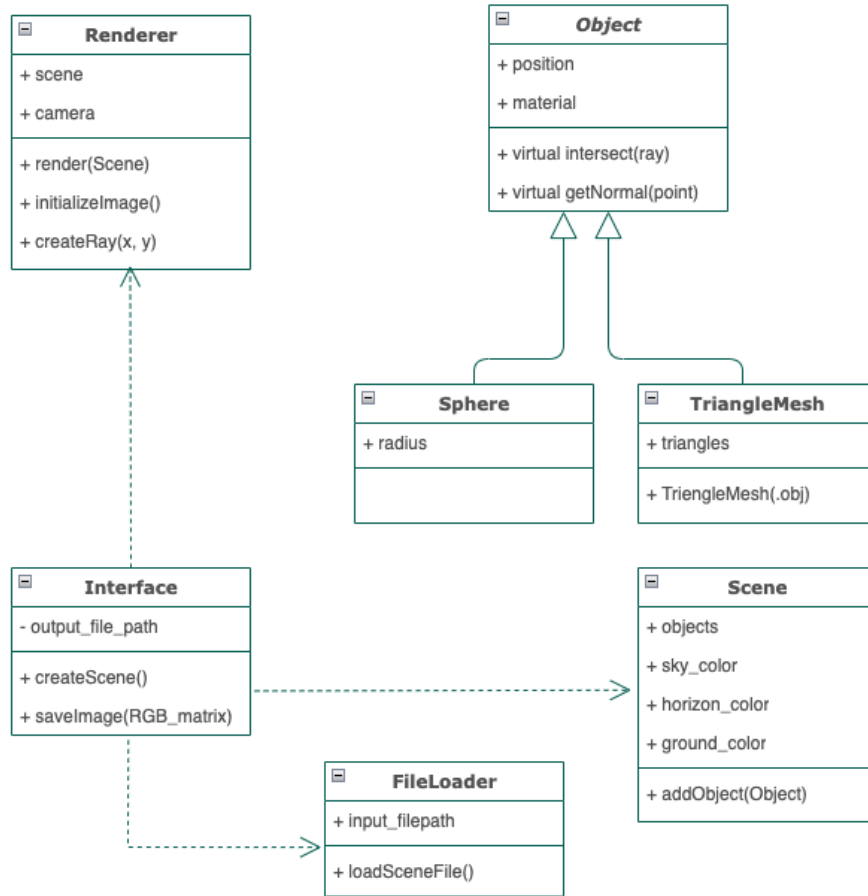 Renderer
+ scene
+ camera
+ render(Scene)
+ initializeImage()
+ createRay(x, y)
Object
+ position
+ material
+ virtual intersect(ray)
+ virtual getNormal(point)
Sphere
+ radius
TriangleMesh
+ triangles
+ TriengleMesh(.obj)
Interface
- output_file_path
+ createScene()
+ saveImage(RGB_matrix)
Scene
+ objects
+ sky_color
+ horizon_color
+ ground_color
+ addObject(Object)
FileLoader
+ input_filepath
+ loadSceneFile()